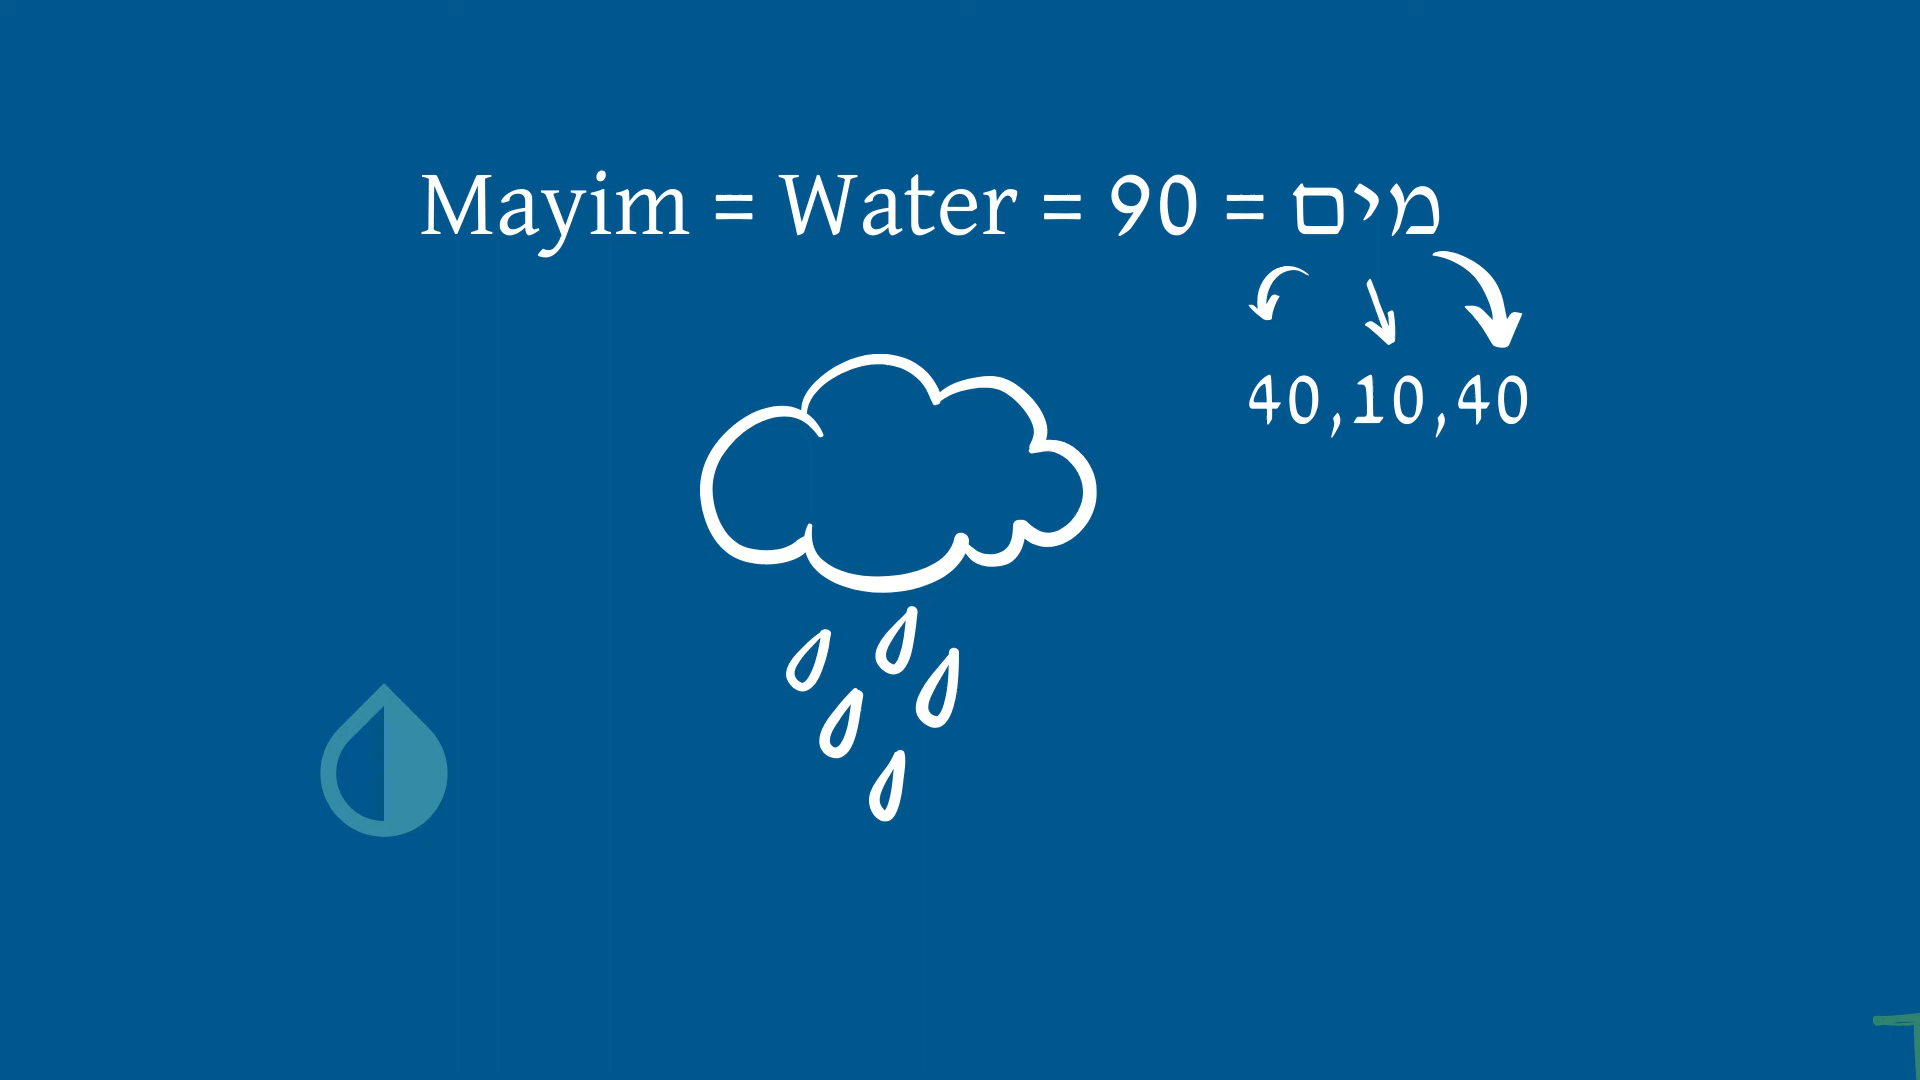 Mayim = Water = 90 = מים
40,10,40